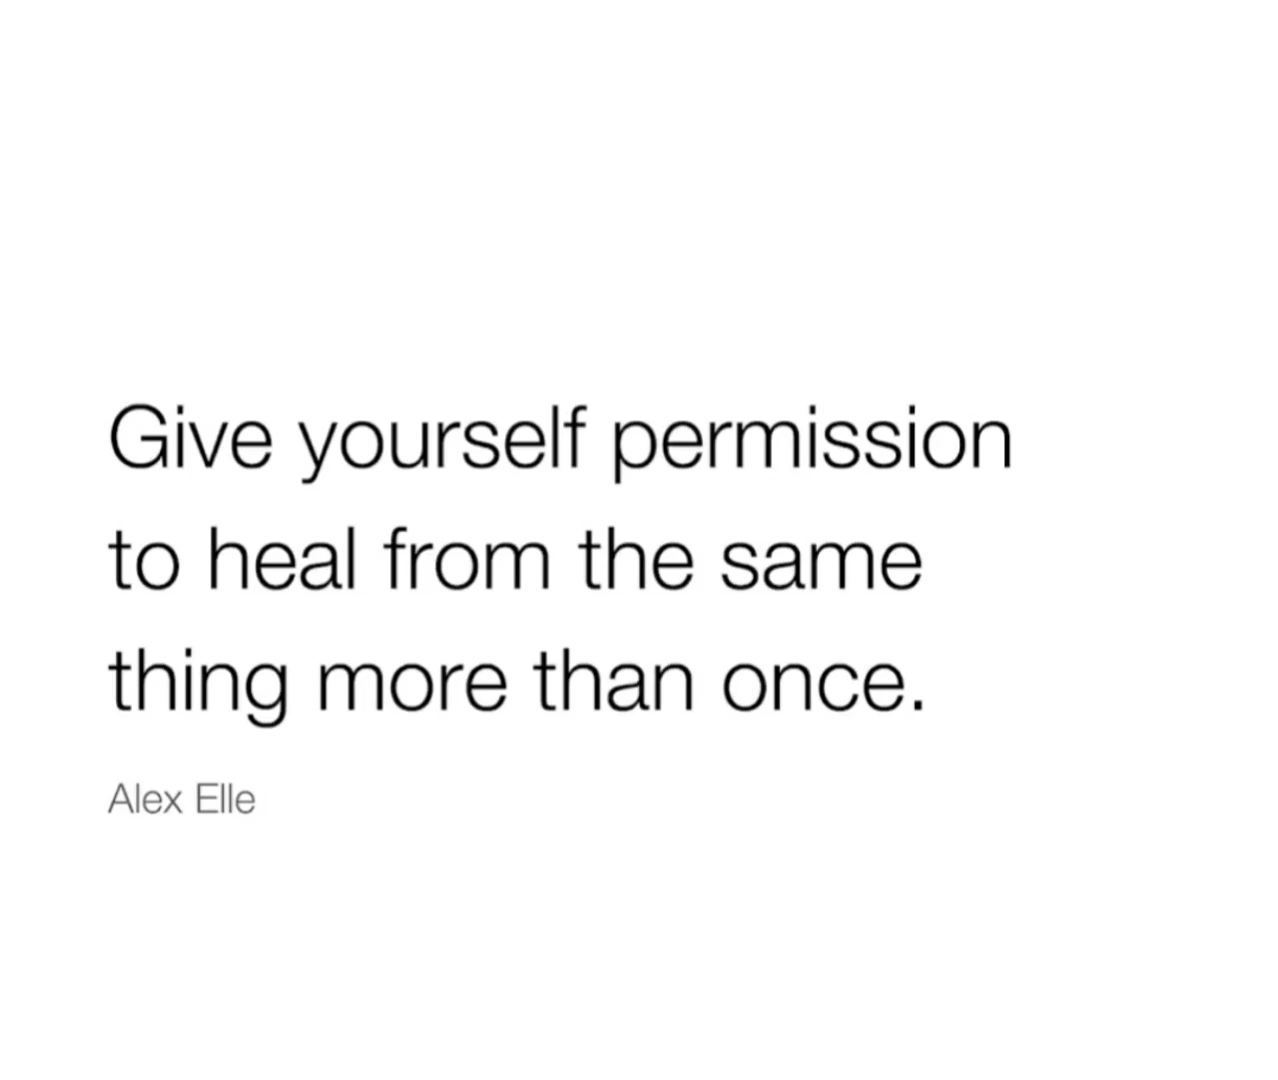 Give yourself permission
to heal from the same
thing more than once.
Alex Elle